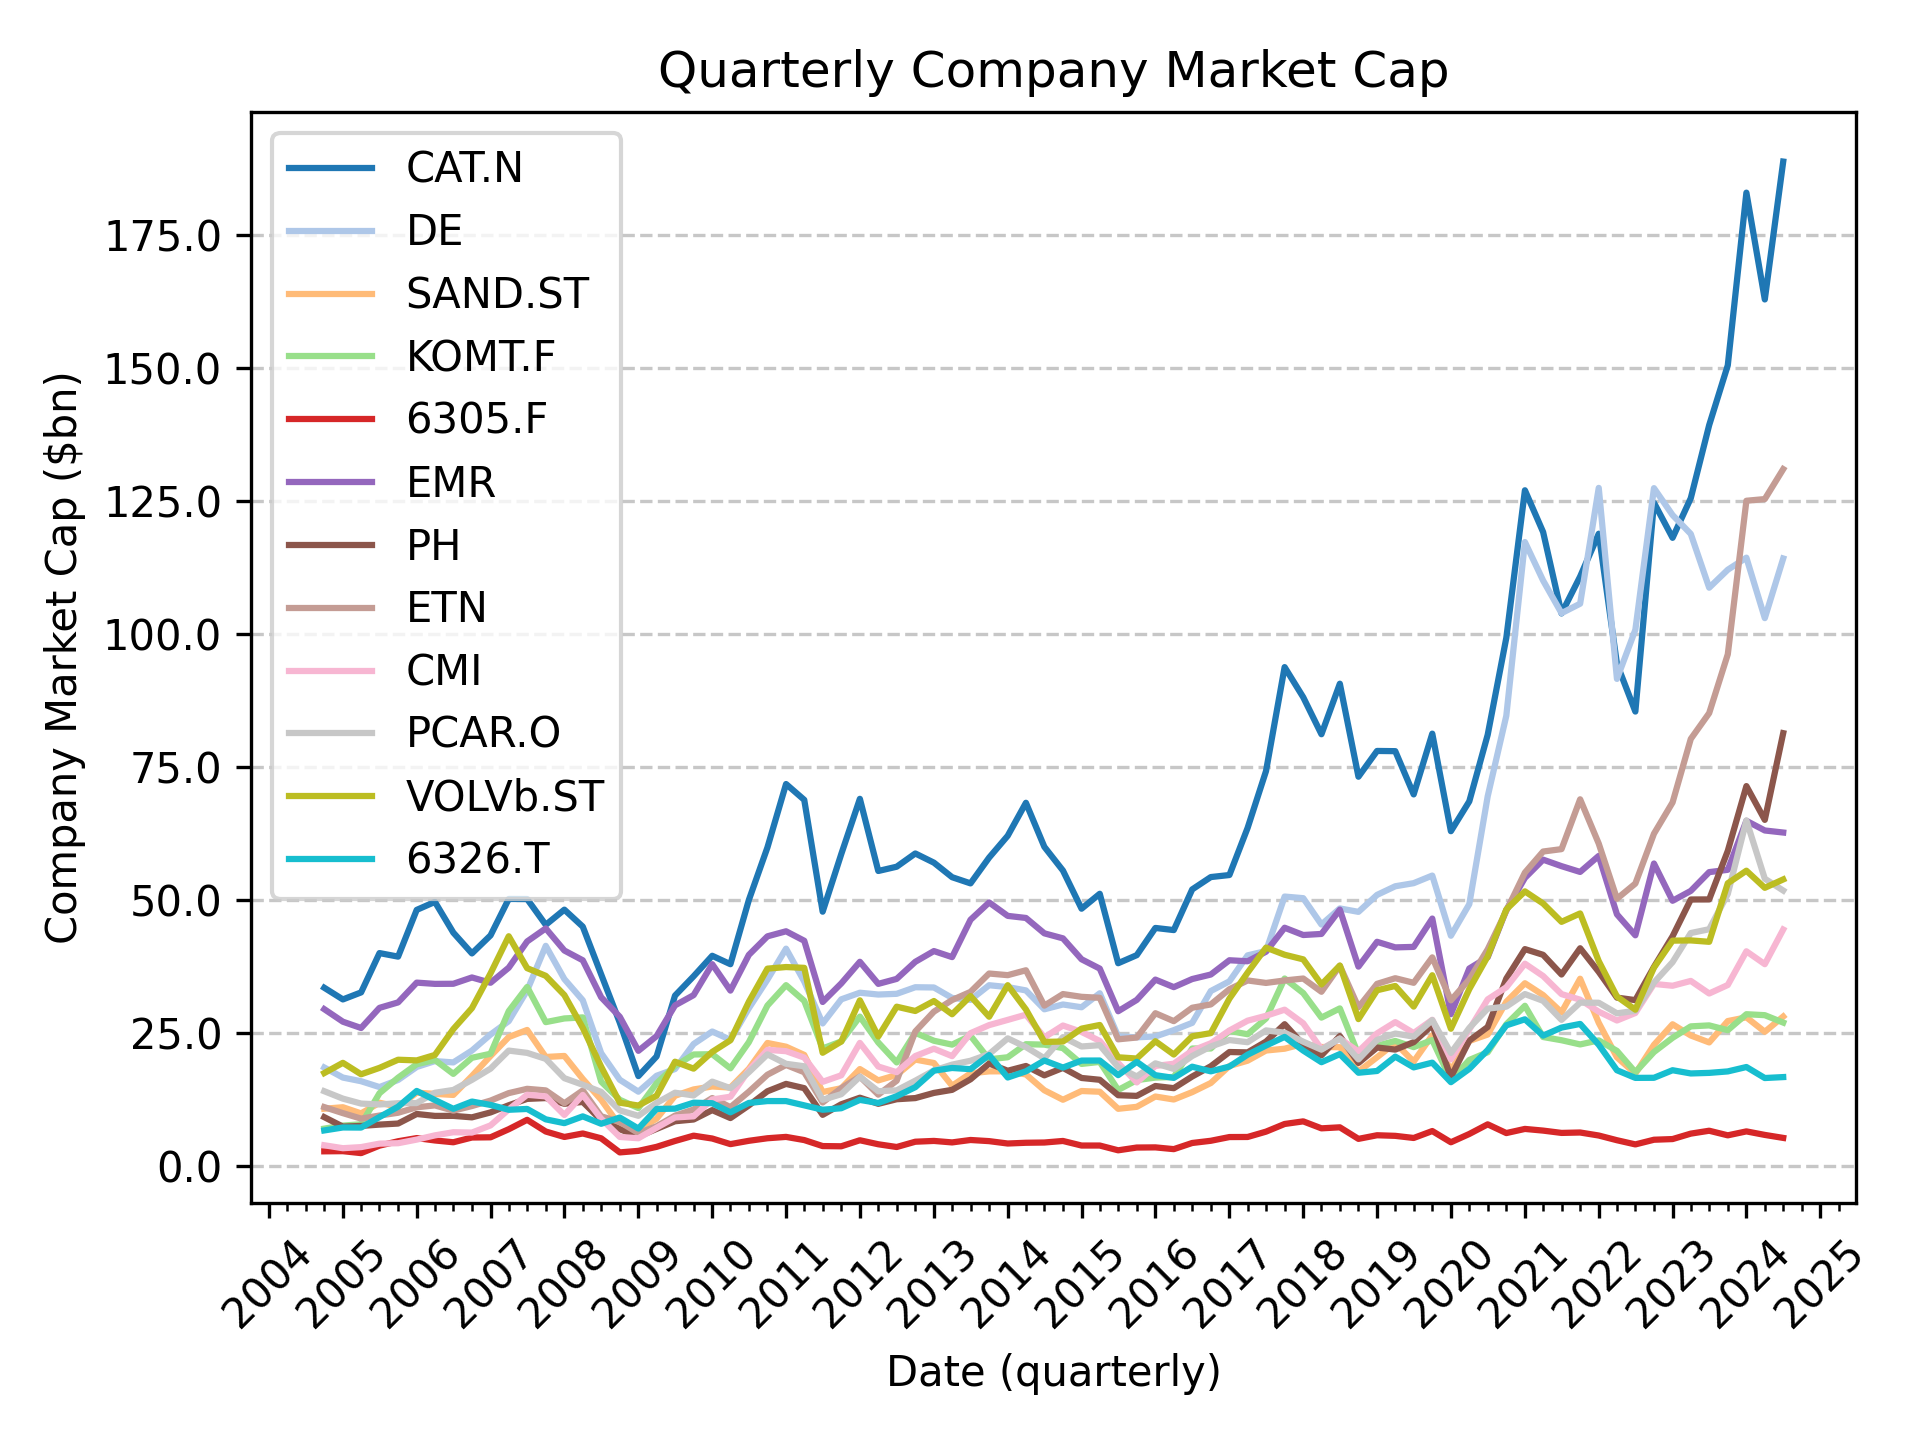 Quarterly Company Market Cap
CAT.N
DE
SAND.ST
KOMT.F
6305.F
EMR
PH
ETN
CMI
PCAR.O
VOLVb.ST
6326.T
175.0
150.0
125.0
100.0
75.0
50.0
25.0
0.0
Company Market Cap ($bn)
2004 2005 2006 2007 2008 2009 2010 2011 2012 2013 2014 2015 2016 2017 2018 2019 2020 2021 2022 2023 2024 2025
Date (quarterly)